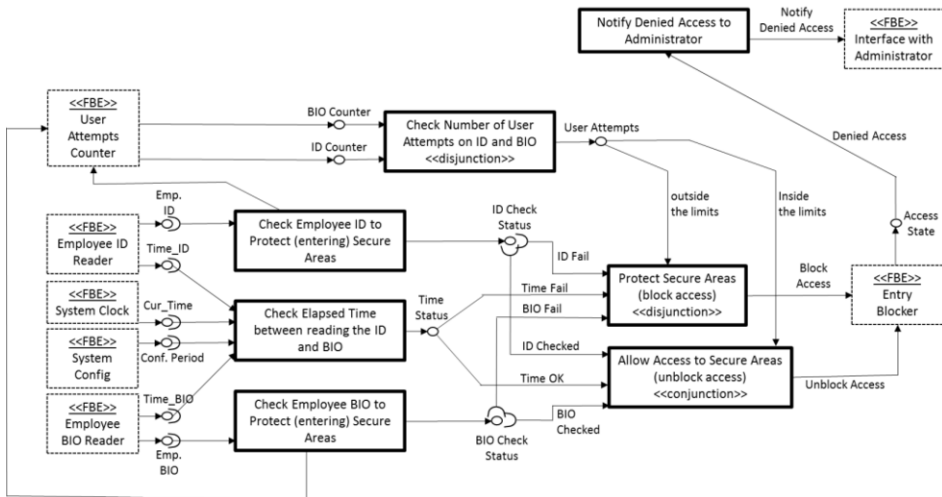 Notify Denied Access to
Administrator
Notify
Denied Access
<<FBE>>
Interface with
Administrator
<<FBE>>
User
Attempts
Counter
BIO Counter
ID Counter
Check Number of User
Attempts on ID and BIO
<<disjunction>>
User Attempts
Denied Access
outside
the limits
Inside
the limits
Access
State
Emp.
ID
<<FBE>>
Employee ID
Reader
Time_ID
Check Employee ID to
Protect (entering) Secure
Areas
ID Check
Status
ID Fail
<<FBE>>
System Clock
Cur_Time
<<FBE>>
System
Config
Conf. Period
Check Elapsed Time
between reading the ID
and BIO
Time
Status
Time Fail
BIO Fail
Protect Secure Areas
(block access)
<<disjunction>>
Block
Access
<<FBE>>
Entry
Blocker
ID Checked
Time OK
Allow Access to Secure Areas
(unblock access)
<<conjunction>>
Unblock Access
Time_BIO
<<FBE>>
Employee
BIO Reader
Emp.
BIO
Check Employee BIO to
Protect (entering) Secure
Areas
BIO Check
Status
BIO
Checked